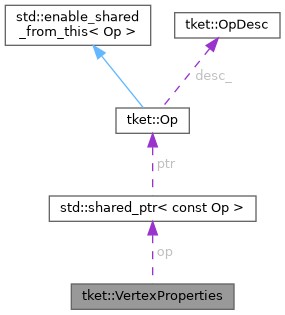 std::enable_shared
_from_this< Op >
tket::OpDesc
desc_
tket::Op
ptr
std::shared_ptr< const Op >
op
tket::VertexProperties